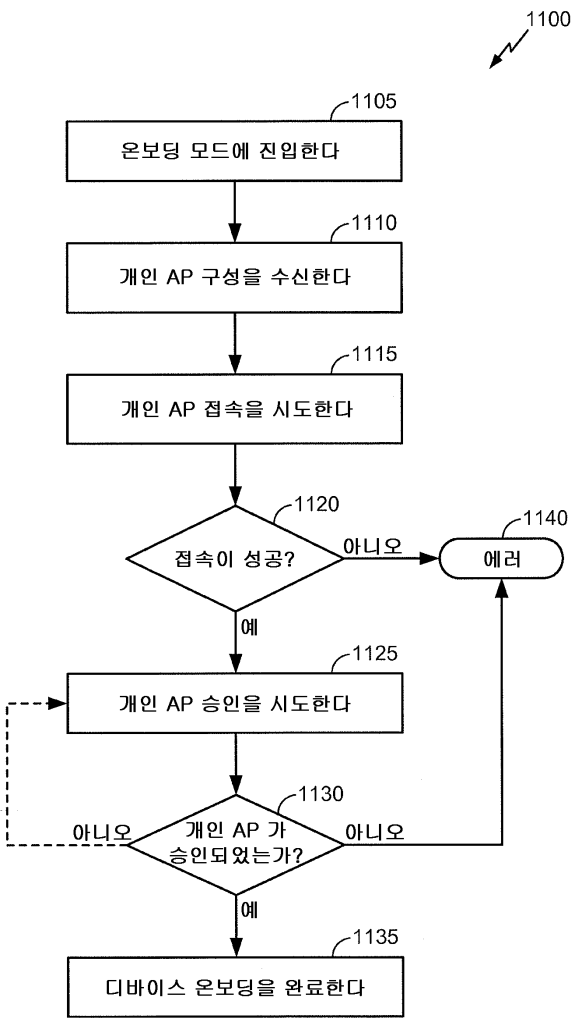 1100
1105
온보딩 모드에 진입한다
1110
개인 AP 구성을 수신한다
1115
개인 AP 접속을 시도한다
1120
접속이 성공?
아니오
1140
에러
예
1125
개인 AP 승인을 시도한다
1130
개인 AP 가
승인되었는가?
아니오
아니오
예
1135
디바이스 온보딩을 완료한다